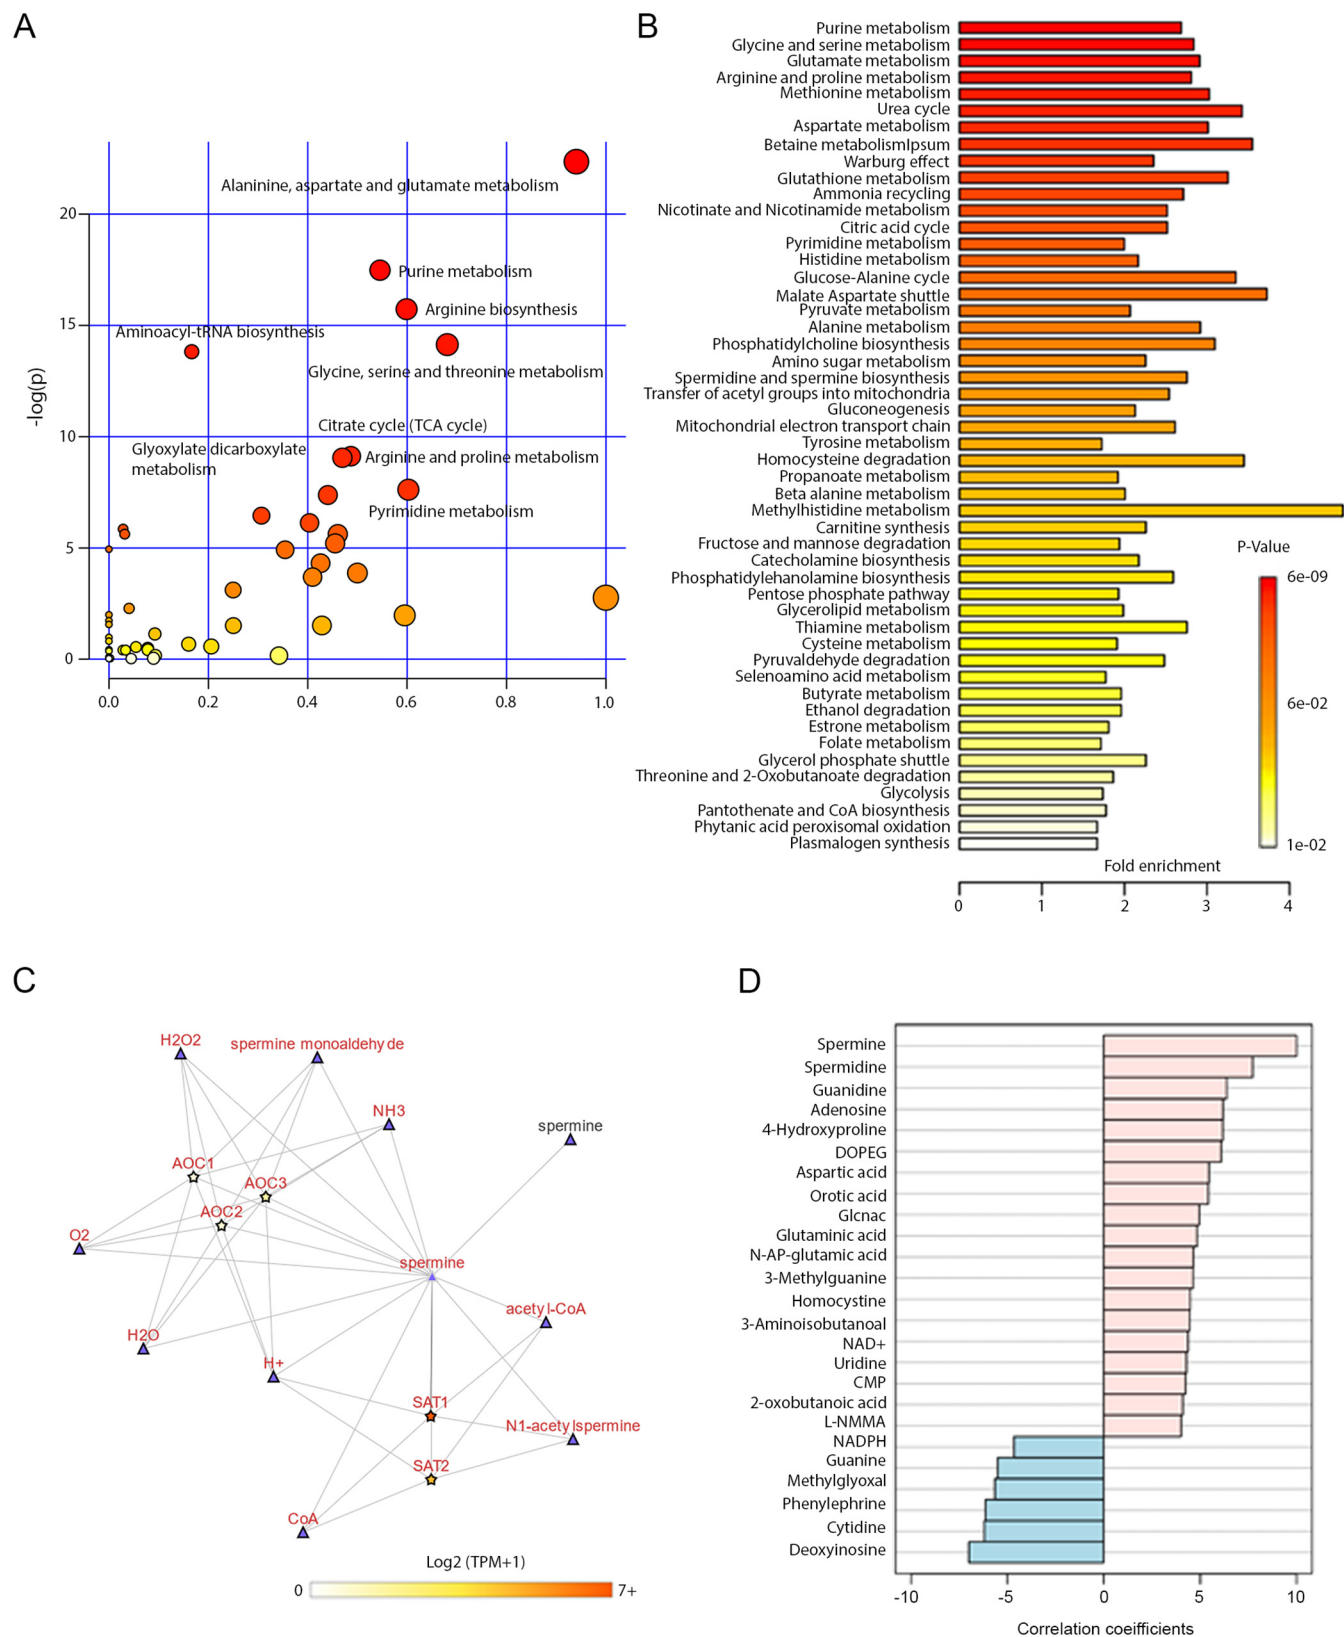 A
Alaninine, aspartate and glutamate metabolism
20
Purine metabolism
Arginine biosynthesis
15
Aminoacyl-tRNA biosynthesis
Glycine, serine and threonine metabolism
-log(p)
Citrate cycle (TCA cycle)
10
Glyoxylate dicarboxylate
metabolism
Arginine and proline metabolism
Pyrimidine metabolism
5
0
0.0 0.2 0.4 0.6 0.8 1.0
B
Purine metabolism
Glycine and serine metabolism
Glutamate metabolism
Arginine and proline metabolism
Methionine metabolism
Urea cycle
Aspartate metabolism
Betaine metabolismIpsum
Warburg effect
Glutathione metabolism
Ammonia recycling
Nicotinate and Nicotinamide metabolism
Citric acid cycle
Pyrimidine metabolism
Histidine metabolism
Glucose-Alanine cycle
Malate Aspartate shuttle
Pyruvate metabolism
Alanine metabolism
Phosphatidylcholine biosynthesis
Amino sugar metabolism
Spermidine and spermine biosynthesis
Transfer of acetyl groups into mitochondria
Gluconeogenesis
Mitochondrial electron transport chain
Tyrosine metabolism
Homocysteine degradation
Propanoate metabolism
Beta alanine metabolism
Methylhistidine metabolism
Carnitine synthesis
Fructose and mannose degradation
Catecholamine biosynthesis
Phosphatidylehanolamine biosynthesis
Pentose phosphate pathway
Glycerolipid metabolism
Thiamine metabolism
Cysteine metabolism
Pyruvaldehyde degradation
Selenoamino acid metabolism
Butyrate metabolism
Ethanol degradation
Estrone metabolism
Folate metabolism
Glycerol phosphate shuttle
Threonine and 2-Oxobutanoate degradation
Glycolysis
Pantothenate and CoA biosynthesis
Phytanic acid peroxisomal oxidation
Plasmalogen synthesis
P-Value
6e-09
6e-02
1e-02
Fold enrichment
0 1 2 3 4
C
H2O2
spermine monoaldehyde
NH3
spermine
AOC1
AOC3
AOC2
O2
spermine
acetyl-CoA
H2O
H+
SAT1
N1-acetylspermine
SAT2
CoA
Log2 (TPM+1)
0 7+
D
Spermine
Spermidine
Guanidine
Adenosine
4-Hydroxyproline
DOPEG
Aspartic acid
Orotic acid
Glcnac
Glutaminic acid
N-AP-glutamic acid
3-Methylguanine
Homocystine
3-Aminoisobutanoal
NAD+
Uridine
CMP
2-oxobutanoic acid
L-NMMA
NADPH
Guanine
Methylglyoxal
Phenylephrine
Cytidine
Deoxyinosine
-10 -5 0 5 10
Correlation coeifficients